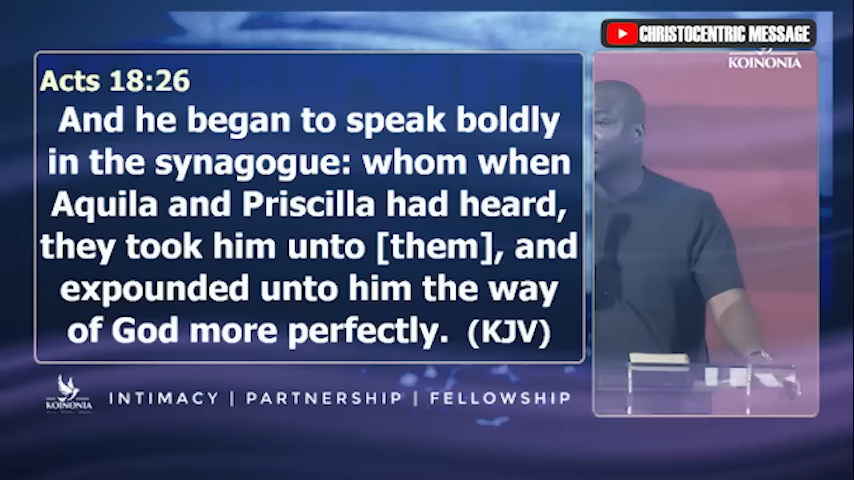 CHRISTOCENTRIC MESSAGE
KOINONIA
Acts 18:26
And he began to speak boldly
in the synagogue: whom when
Aquila and Priscilla had heard,
they took him unto [them], and
expounded unto him the way
of God more perfectly. (KJV)
KOINONIA
INTIMACY | PARTNERSHIP | FELLOWSHIP